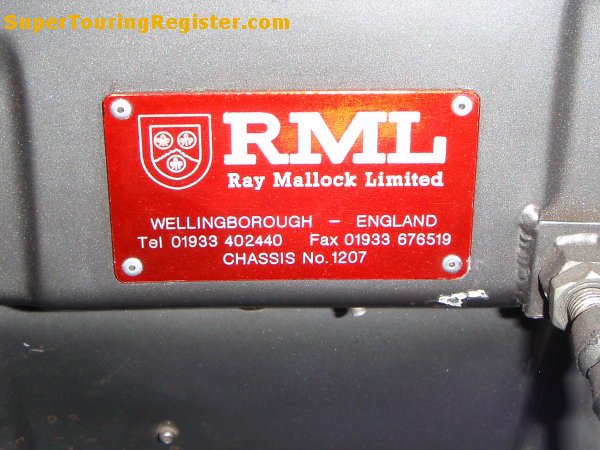 SuperTouringRegister.com
RML
Ray Mallock Limited
WELLINGBOROUGH - ENGLAND
Tel 01933 402440 Fax 01933 676519
CHASSIS No. 1207